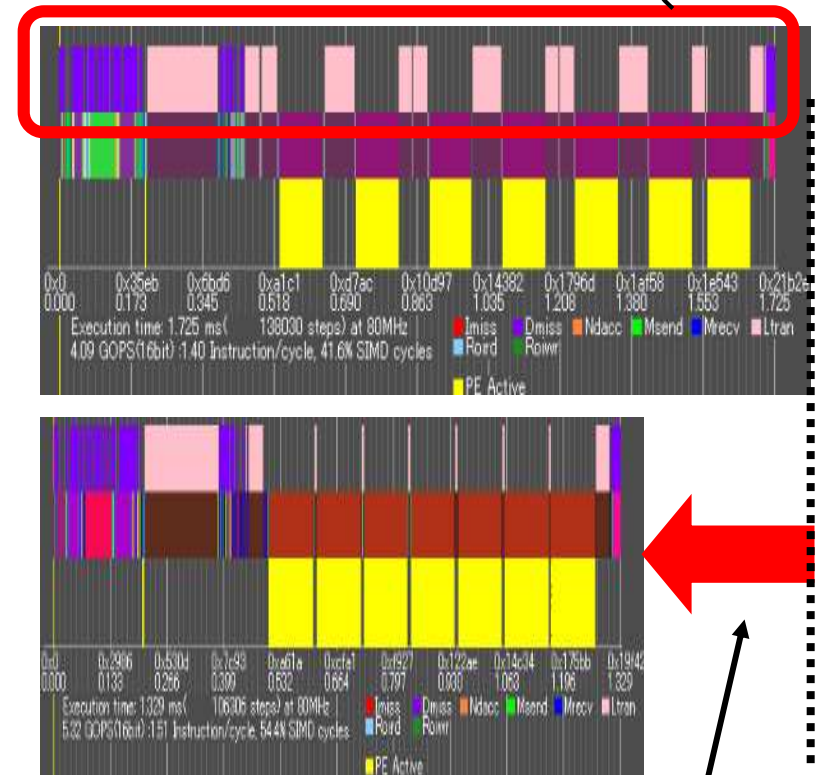 0x0 0x35eb 0x6bd6 0xa1c1 0xd7ac 0x10d97 0x14382 0x1796d 0x1af58 0x1e543 0x21b2e
0.000 0.173 0.345 0.518 0.690 0.863 1.035 1.208 1.380 1.553 1.725
Execution time: 1.725 ms( 138030 steps) at 80MHz Imiss Dmiss Ndacc Msend Mrecv Ltran
4.09 GOPS(16bit) :1.40 Instruction/cycle, 41.6% SIMD cycles Roird Roiwr
PE Active
0x0 0x2986 0x530d 0x7c93 0xa61a 0xcfa1 0xf927 0x122ae 0x14c34 0x175bb 0x19f42
0.000 0.133 0.266 0.399 0.532 0.664 0.797 0.930 1.063 1.196 1.329
Execution time: 1.329 ms( 106306 steps) at 80MHz Imiss Dmiss Ndacc Msend Mrecv Ltran
5.32 GOPS(16bit) :1.51 Instruction/cycle, 54.4% SIMD cycles Roird Roiwr
PE Active